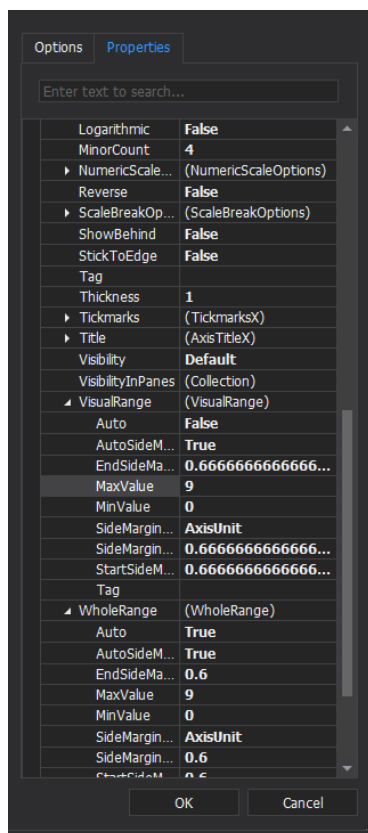 Options Properties
Enter text to search...
Logarithmic False
MinorCount 4
NumericScale... (NumericScaleOptions)
Reverse False
ScaleBreakOp... (ScaleBreakOptions)
ShowBehind False
StickToEdge False
Tag
Thickness 1
Tickmarks (TickmarksX)
Title (AxisTitleX)
Visibility Default
VisibilityInPanes (Collection)
VisualRange (VisualRange)
Auto False
AutoSideM... True
EndSideMa... 0.6666666666666...
MaxValue 9
MinValue 0
SideMargin... AxisUnit
SideMargin... 0.6666666666666...
StartSideM... 0.6666666666666...
Tag
WholeRange (WholeRange)
Auto True
AutoSideM... True
EndSideMa... 0.6
MaxValue 9
MinValue 0
SideMargin... AxisUnit
SideMargin... 0.6
StartSideM... 0.6
OK Cancel